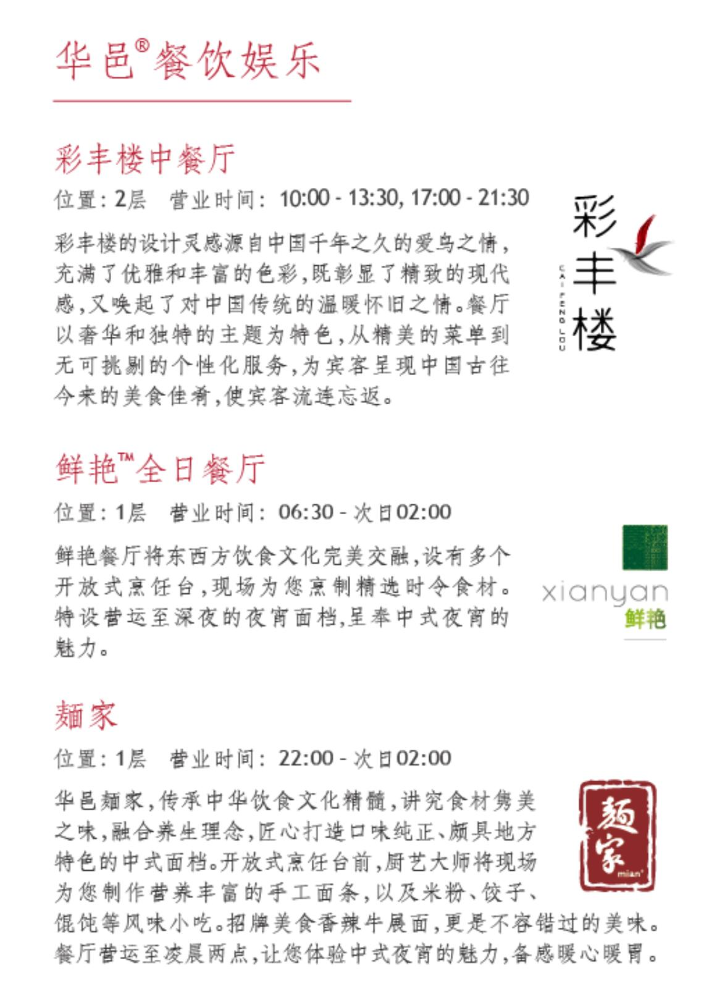 华邑®餐饮娱乐
彩丰楼中餐厅
位置：2层 营业时间：10:00 - 13:30, 17:00 - 21:30
彩丰楼的设计灵感源自中国千年之久的爱鸟之情，
充满了优雅和丰富的色彩，既彰显了精致的现代
感，又唤起了对中国传统的温暖怀旧之情。餐厅
以奢华和独特的主题为特色，从精美的菜单到
无可挑剔的个性化服务，为宾客呈现中国古往
今来的美食佳肴，使宾客流连忘返。
彩丰楼
CAI FENG LOU
鲜艳™全日餐厅
位置：1层 营业时间：06:30 - 次日02:00
鲜艳餐厅将东西方饮食文化完美交融，设有多个
开放式烹饪台，现场为您烹制精选时令食材。
特设营运至深夜的夜宵面档，呈奉中式夜宵的
魅力。
xianyan
鲜艳
麺家
位置：1层 营业时间：22:00 - 次日02:00
华邑麺家，传承中华饮食文化精髓，讲究食材隽美
之味，融合养生理念，匠心打造口味纯正、颇具地方
特色的中式面档。开放式烹饪台前，厨艺大师将现场
为您制作营养丰富的手工面条，以及米粉、饺子、
馄饨等风味小吃。招牌美食香辣牛展面，更是不容错过的美味。
餐厅营运至凌晨两点，让您体验中式夜宵的魅力，备感暖心暖胃。
麺家
mian+